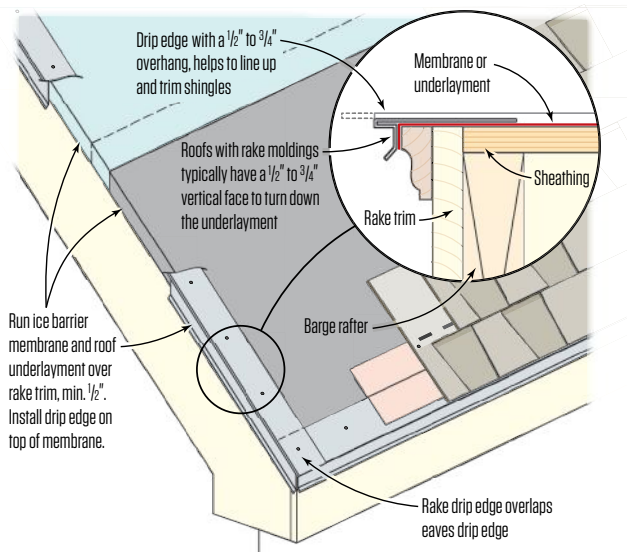 Drip edge with a 1/2" to 3/4"
overhang, helps to line up
and trim shingles
Membrane or
underlayment
Roofs with rake moldings
typically have a 1/2" to 3/4"
vertical face to turn down
the underlayment
Sheathing
Rake trim
Barge rafter
Run ice barrier
membrane and roof
underlayment over
rake trim, min. 1/2".
Install drip edge on
top of membrane.
Rake drip edge overlaps
eaves drip edge